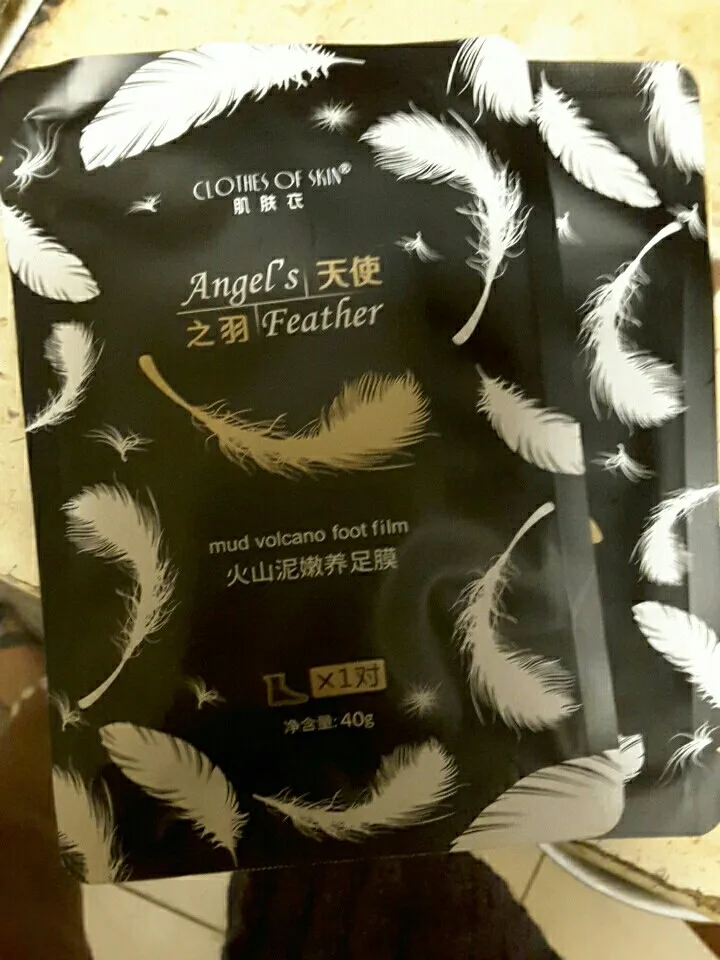 CLOTHES OF SKIN®
肌肤衣
Angel's 天使
之羽 Feather
mud volcano foot film
火山泥嫩养足膜
×1对
净含量: 40g